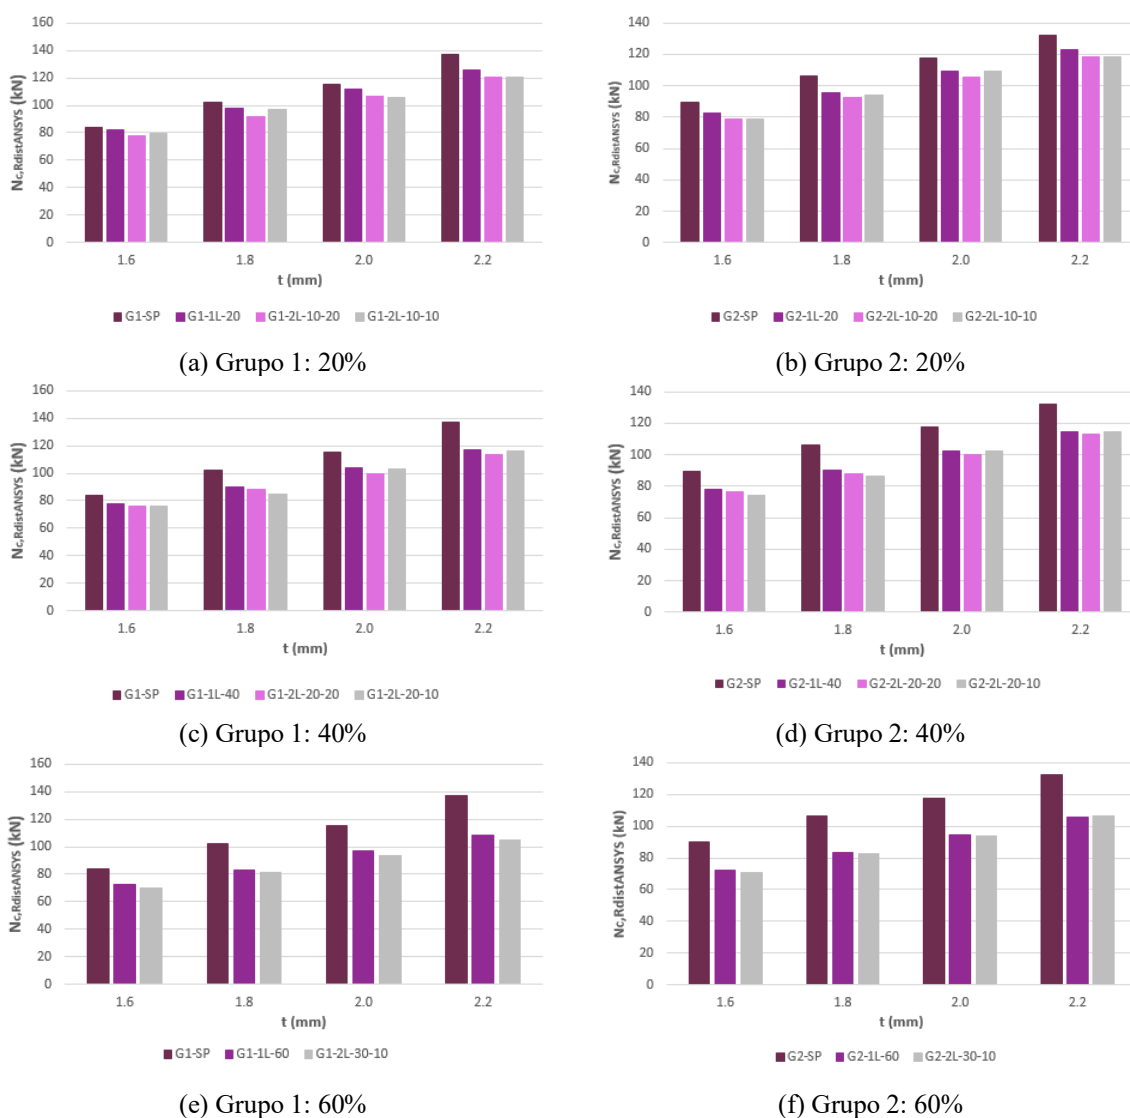 160
140
120
100
80
60
40
20
0
Nc,RdistANSYS (kN)
1.6 1.8 2.0 2.2
t (mm)
G1-SP G1-1L-20 G1-2L-10-20 G1-2L-10-10
(a) Grupo 1: 20%
140
120
100
80
60
40
20
0
Nc,RdistANSYS (kN)
1.6 1.8 2.0 2.2
t (mm)
G2-SP G2-1L-20 G2-2L-10-20 G2-2L-10-10
(b) Grupo 2: 20%
160
140
120
100
80
60
40
20
0
Nc,RdistANSYS (kN)
1.6 1.8 2.0 2.2
t (mm)
G1-SP G1-1L-40 G1-2L-20-20 G1-2L-20-10
(c) Grupo 1: 40%
140
120
100
80
60
40
20
0
Nc,RdistANSYS (kN)
1.6 1.8 2.0 2.2
t (mm)
G2-SP G2-1L-40 G2-2L-20-20 G2-2L-20-10
(d) Grupo 2: 40%
160
140
120
100
80
60
40
20
0
Nc,RdistANSYS (kN)
1.6 1.8 2.0 2.2
t (mm)
G1-SP G1-1L-60 G1-2L-30-10
(e) Grupo 1: 60%
140
120
100
80
60
40
20
0
Nc,RdistANSYS (kN)
1.6 1.8 2.0 2.2
t (mm)
G2-SP G2-1L-60 G2-2L-30-10
(f) Grupo 2: 60%